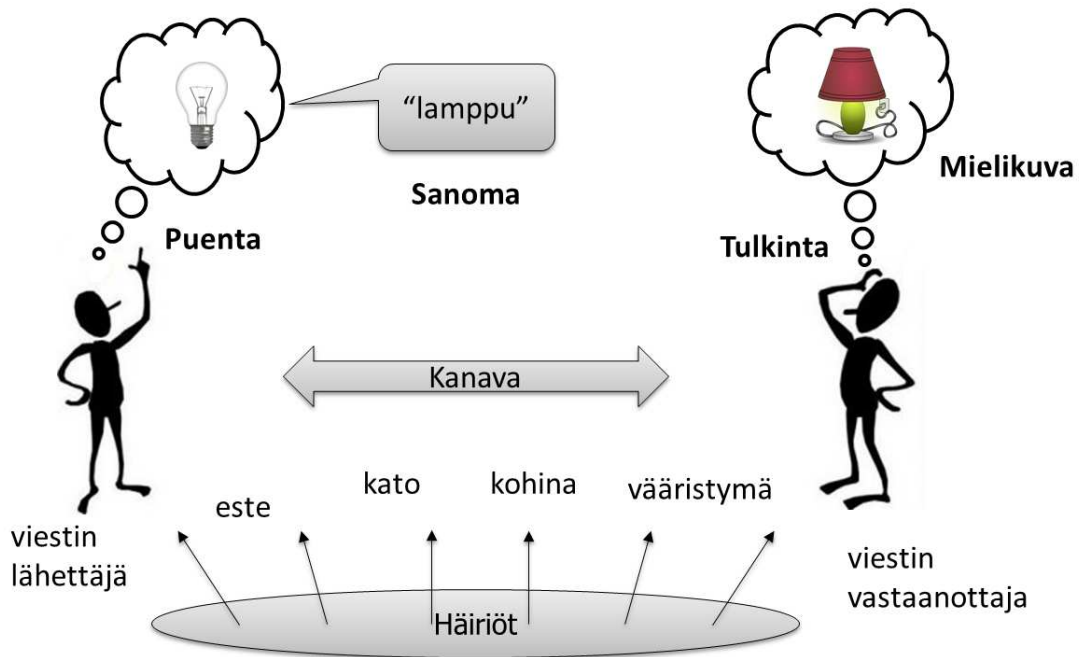 “lamppu”
Sanoma
Mielikuva
Puenta
Tulkinta
Kanava
kato
kohina
vääristymä
este
viestin
lähettäjä
viestin
vastaanottaja
Häiriöt